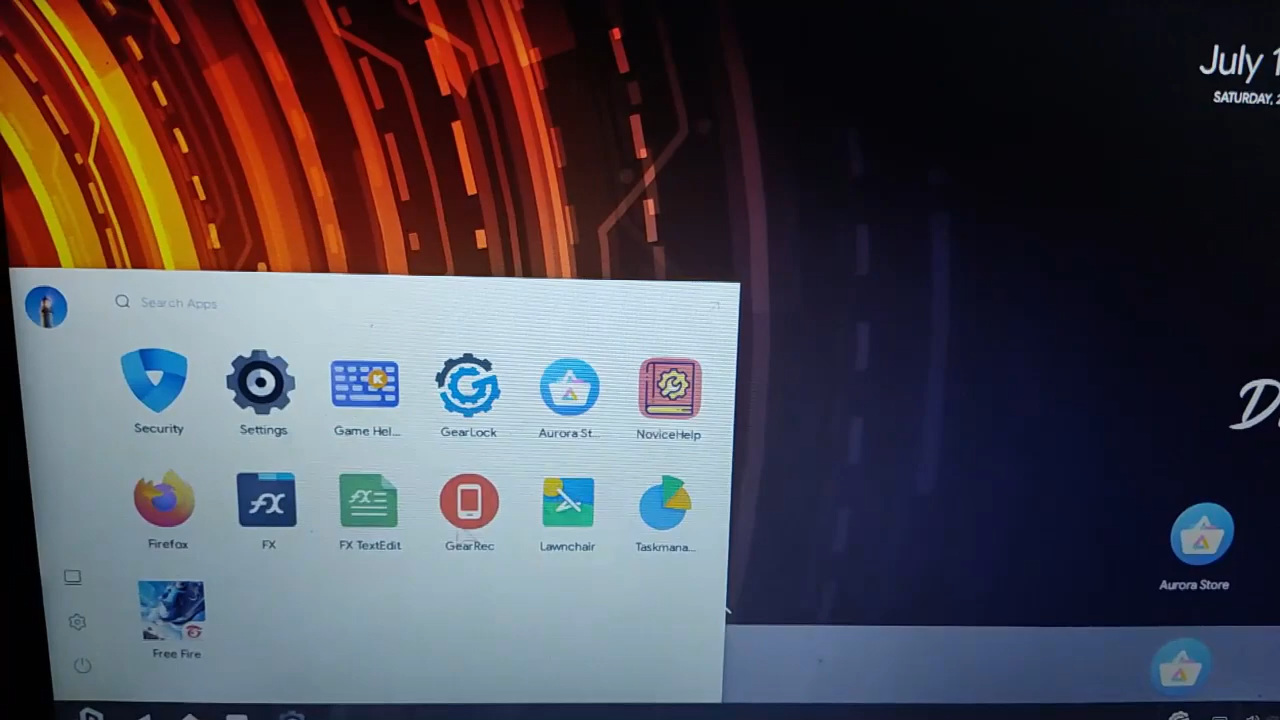 July 1
SATURDAY, 2
Search Apps
Security
Settings
Game Hel...
GearLock
Aurora St...
NoviceHelp
Firefox
FX
FX TextEdit
GearRec
Lawnchair
Taskmana...
Free Fire
D
Aurora Store